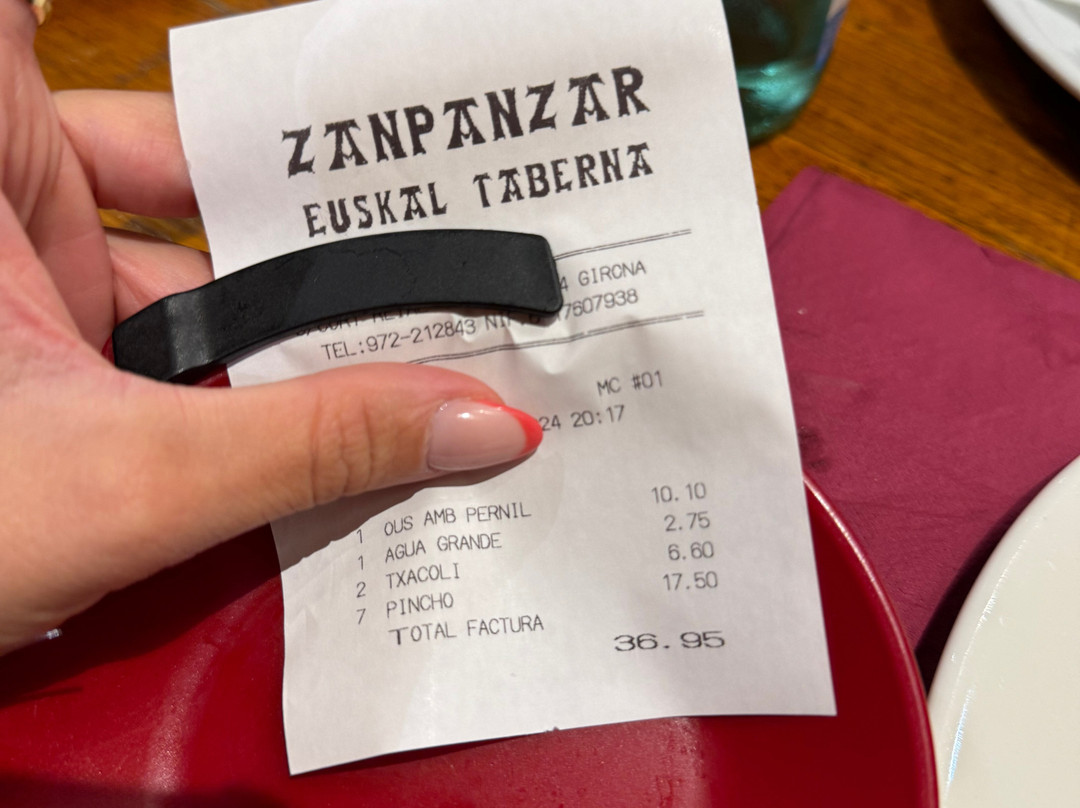 ZANPANZAR
EUSKAL TABERNA
4 GIRONA
TEL:972-212843 NIF. 7607938
MC #01
24 20:17
1 OUS AMB PERNIL 10.10
1 AGUA GRANDE 2.75
2 TXACOLI 6.60
7 PINCHO 17.50
TOTAL FACTURA 36.95